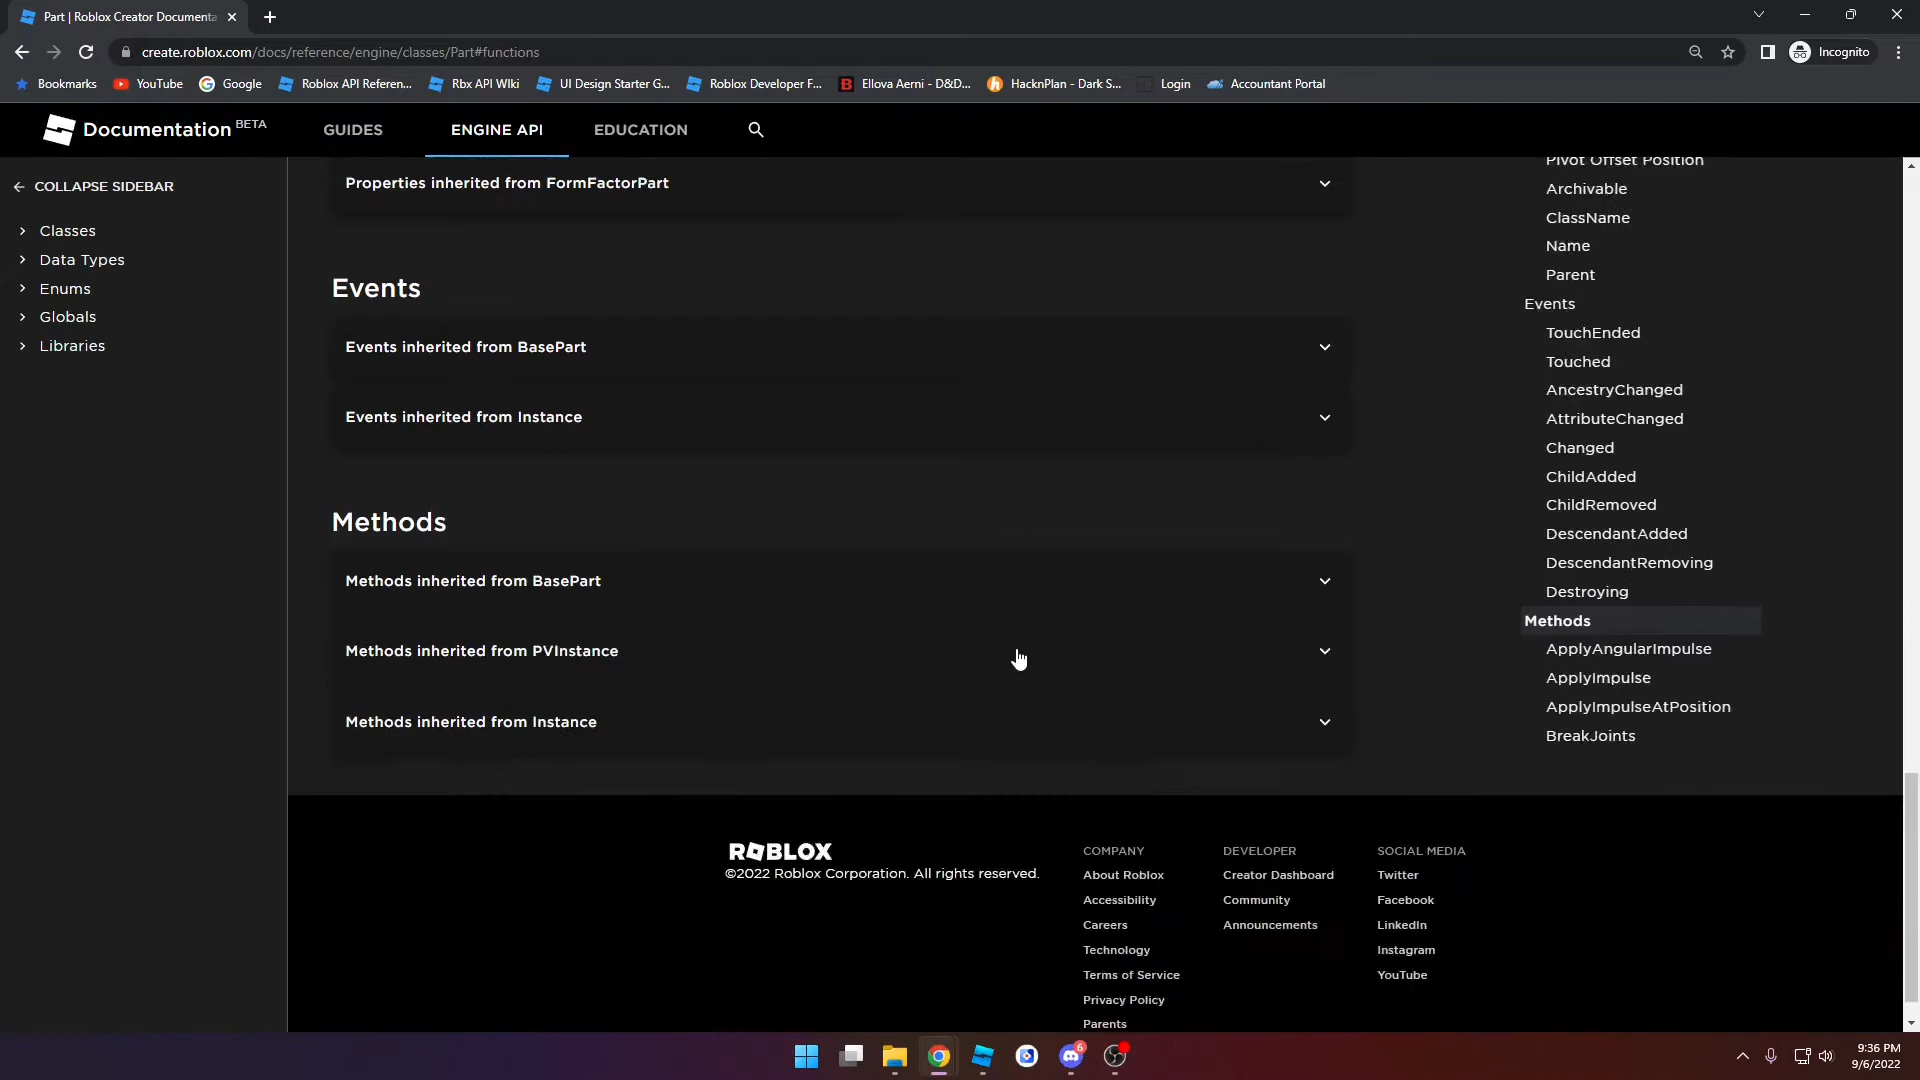 Part | Roblox Creator Documenta
create.roblox.com/docs/reference/engine/classes/Part#functions
Incognito
Bookmarks
YouTube
Google
Roblox API Referen...
Rbx API Wiki
UI Design Starter G...
Roblox Developer F...
Ellova Aerni - D&D...
HacknPlan - Dark S...
Login
Accountant Portal
Documentation BETA
GUIDES
ENGINE API
EDUCATION
COLLAPSE SIDEBAR
Classes
Data Types
Enums
Globals
Libraries
Properties inherited from FormFactorPart
Events
Events inherited from BasePart
Events inherited from Instance
Methods
Methods inherited from BasePart
Methods inherited from PVInstance
Methods inherited from Instance
Pivot Offset Position
Archivable
ClassName
Name
Parent
Events
TouchEnded
Touched
AncestryChanged
AttributeChanged
Changed
ChildAdded
ChildRemoved
DescendantAdded
DescendantRemoving
Destroying
Methods
ApplyAngularImpulse
ApplyImpulse
ApplyImpulseAtPosition
BreakJoints
ROBLOX
©2022 Roblox Corporation. All rights reserved.
COMPANY
About Roblox
Accessibility
Careers
Technology
Terms of Service
Privacy Policy
Parents
DEVELOPER
Creator Dashboard
Community
Announcements
SOCIAL MEDIA
Twitter
Facebook
LinkedIn
Instagram
YouTube
6
9:36 PM
9/6/2022